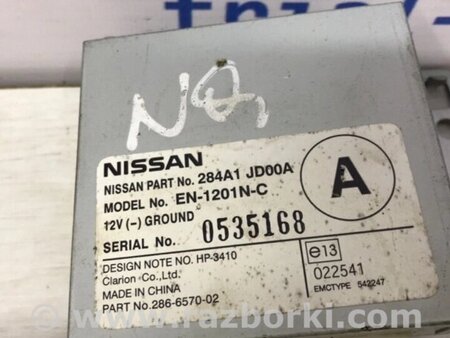 NQ,
NISSAN
NISSAN PART No. 284A1 JD00A
MODEL No. EN-1201N-C
12V (–) GROUND
SERIAL No. 0535168
A
DESIGN NOTE NO. HP-3410
Clarion Co.,Ltd.
MADE IN CHINA
PART No.286-6570-02
e13
022541
EMCTYPE 542247
www.razborki.com